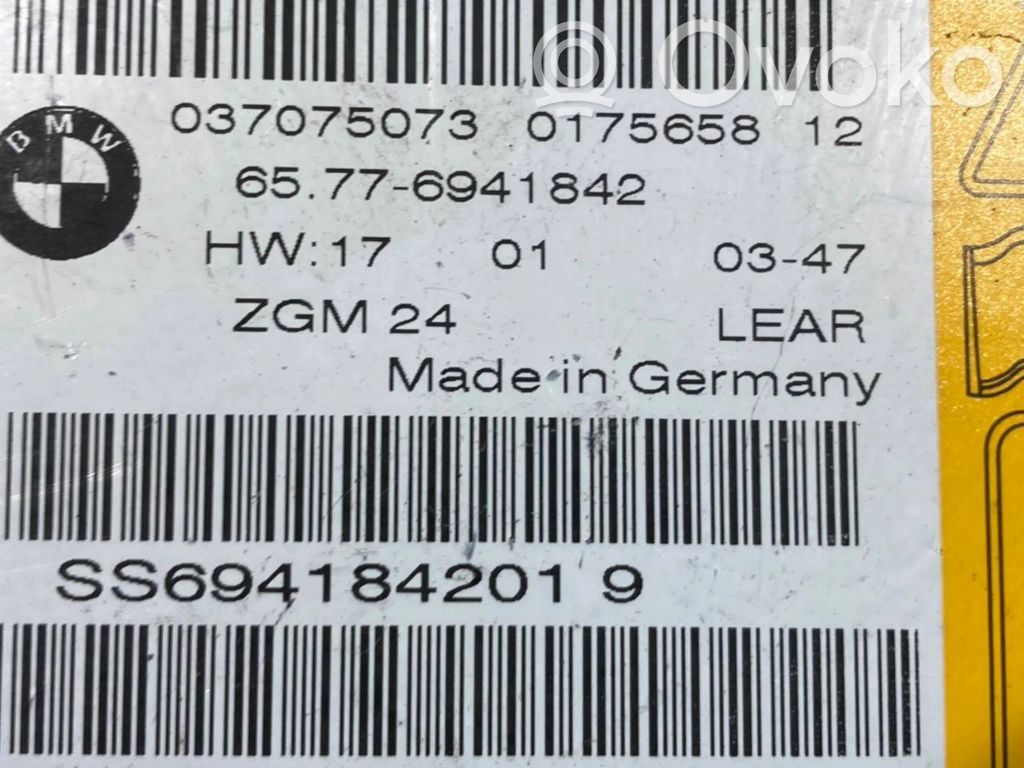 Ovoko
BMW
037075073 0175658 12
65.77-6941842
HW:17 01 03-47
ZGM 24 LEAR
Made in Germany
SS694184201 9